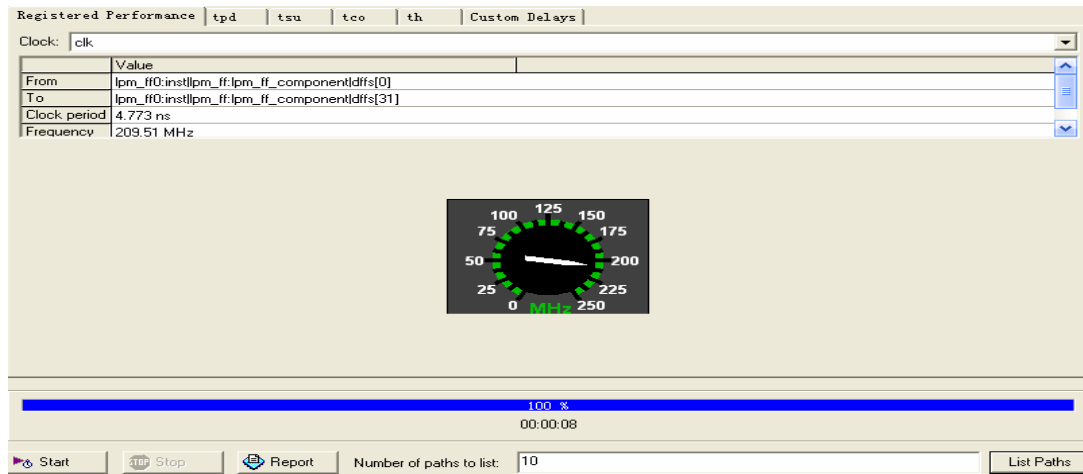 Registered Performance tpd tsu tco th Custom Delays
Clock: clk
Value
From lpm_ff0:inst|lpm_ff:lpm_ff_component|dffs[0]
To lpm_ff0:inst|lpm_ff:lpm_ff_component|dffs[31]
Clock period 4.773 ns
Frequency 209.51 MHz
125
100 150
75 175
50 200
25 225
0 MHz 250
100 %
00:00:08
Start STOP Stop Report Number of paths to list: 10 List Paths